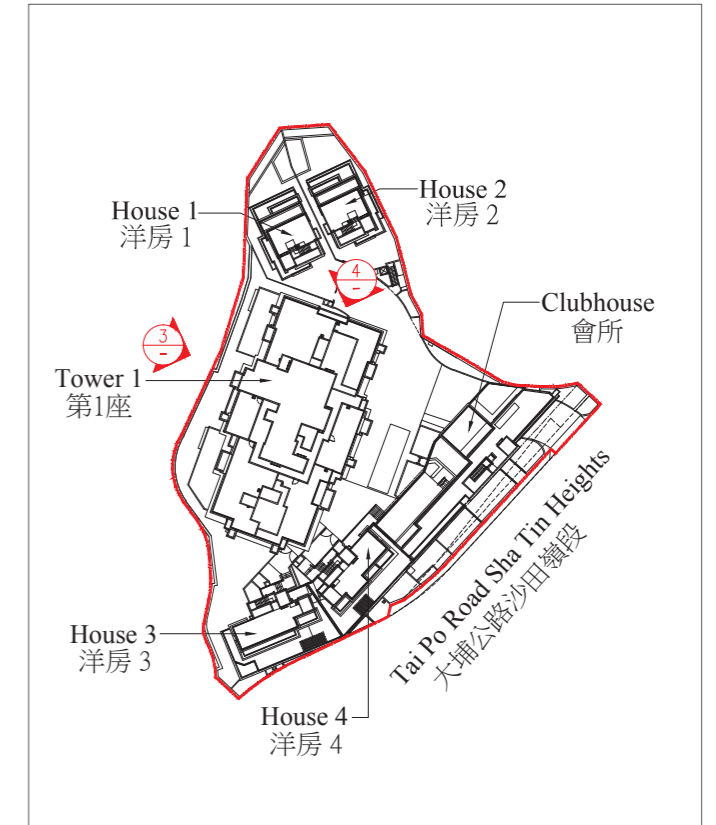 House 1
洋房 1
House 2
洋房 2
4
-
3
-
Clubhouse
會所
Tower 1
第1座
Tai Po Road Sha Tin Heights
大埔公路沙田嶺段
House 3
洋房 3
House 4
洋房 4